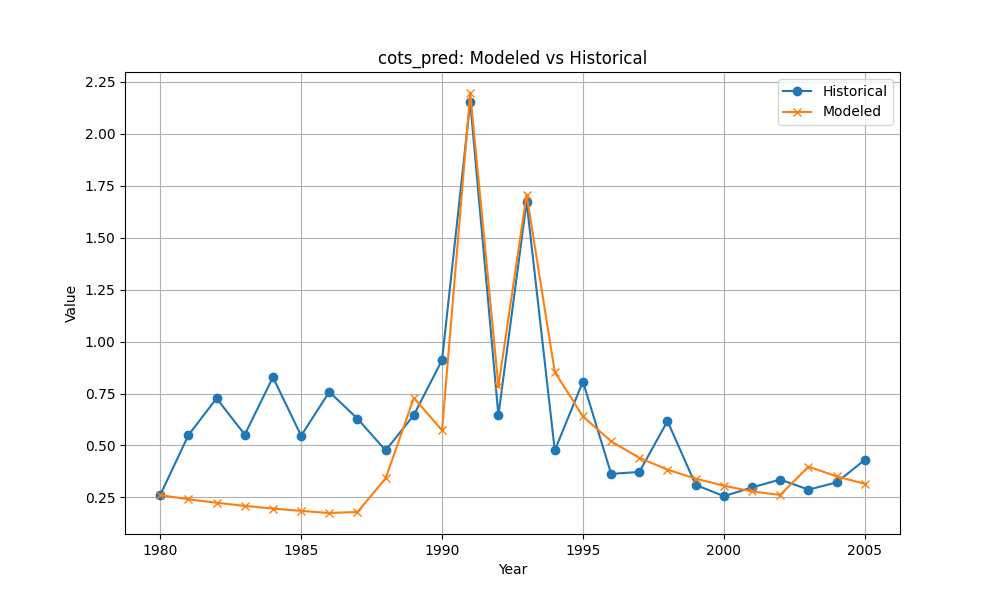 cots_pred: Modeled vs Historical
Historical
Modeled
2.25
2.00
1.75
1.50
1.25
1.00
0.75
0.50
0.25
Value
1980 1985 1990 1995 2000 2005
Year